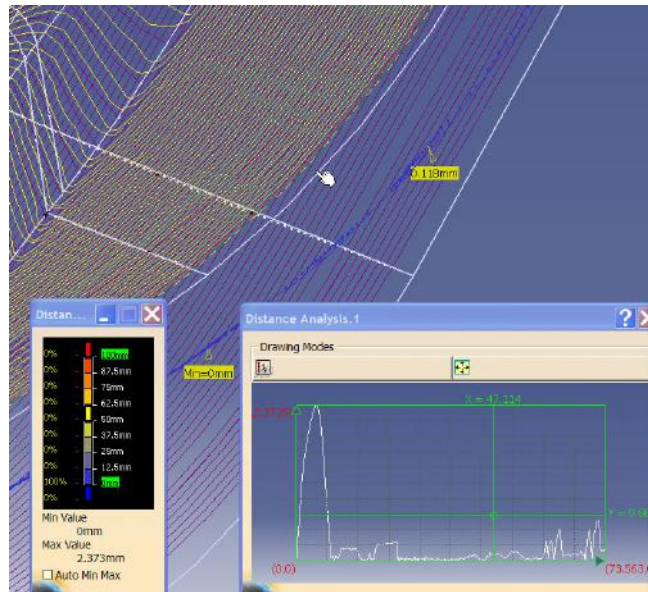 0.118mm
Min=0mm
Distan...
0%
0%
0%
0%
0%
0%
0%
0%
100%
0%
100mm
87.5mm
75mm
62.5mm
50mm
37.5mm
25mm
12.5mm
0mm
Min Value
0mm
Max Value
2.373mm
Auto Min Max
Distance Analysis.1
Drawing Modes
X = 47.114
(0,0)